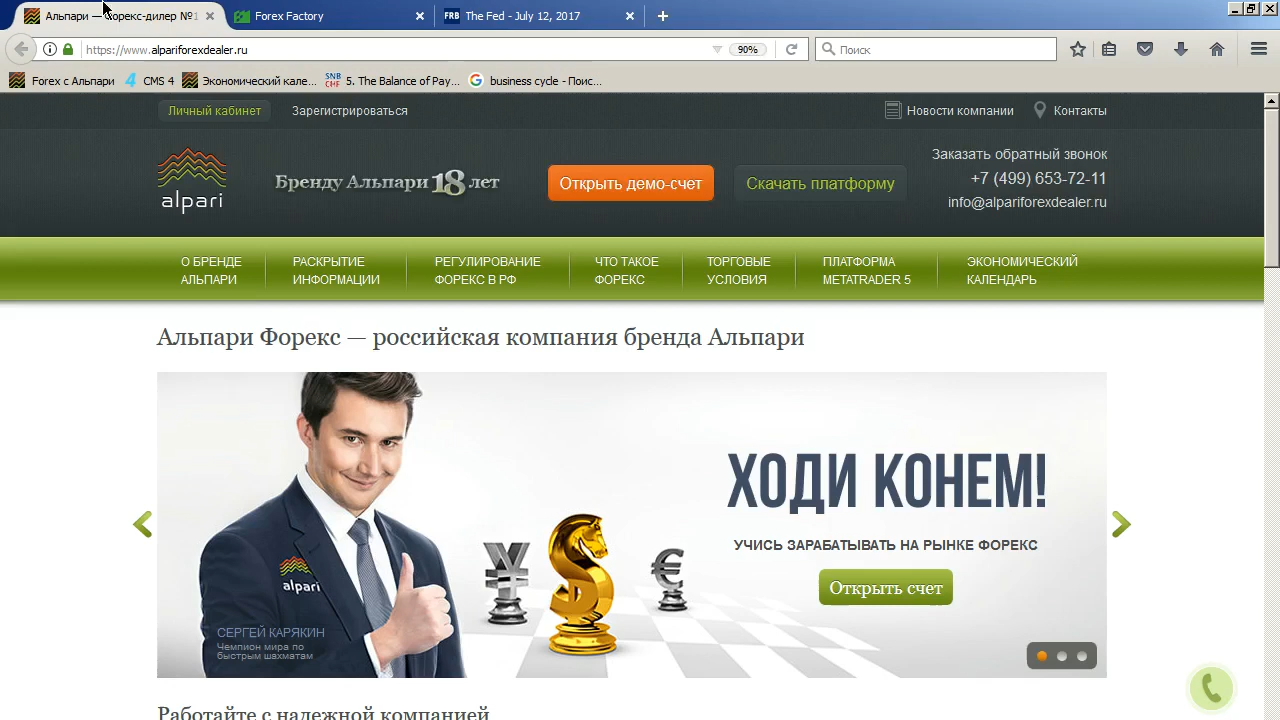 Альпари — Форекс-дилер №1
Forex Factory
FRB The Fed - July 12, 2017
https://www.alpariforexdealer.ru
90%
Поиск
Forex с Альпари
CMS 4
Экономический кале...
SNB CHF 5. The Balance of Pay...
business cycle - Поис...
Личный кабинет
Зарегистрироваться
Новости компании
Контакты
alpari
Бренду Альпари 18 лет
Открыть демо-счет
Скачать платформу
Заказать обратный звонок
+7 (499) 653-72-11
info@alpariforexdealer.ru
О БРЕНДЕ
АЛЬПАРИ
РАСКРЫТИЕ
ИНФОРМАЦИИ
РЕГУЛИРОВАНИЕ
ФОРЕКС В РФ
ЧТО ТАКОЕ
ФОРЕКС
ТОРГОВЫЕ
УСЛОВИЯ
ПЛАТФОРМА
METATRADER 5
ЭКОНОМИЧЕСКИЙ
КАЛЕНДАРЬ
Альпари Форекс — российская компания бренда Альпари
ХОДИ КОНЕМ!
УЧИСЬ ЗАРАБАТЫВАТЬ НА РЫНКЕ ФОРЕКС
Открыть счет
alpari
СЕРГЕЙ КАРЯКИН
Чемпион мира по
быстрым шахматам
Работайте с надежной компанией